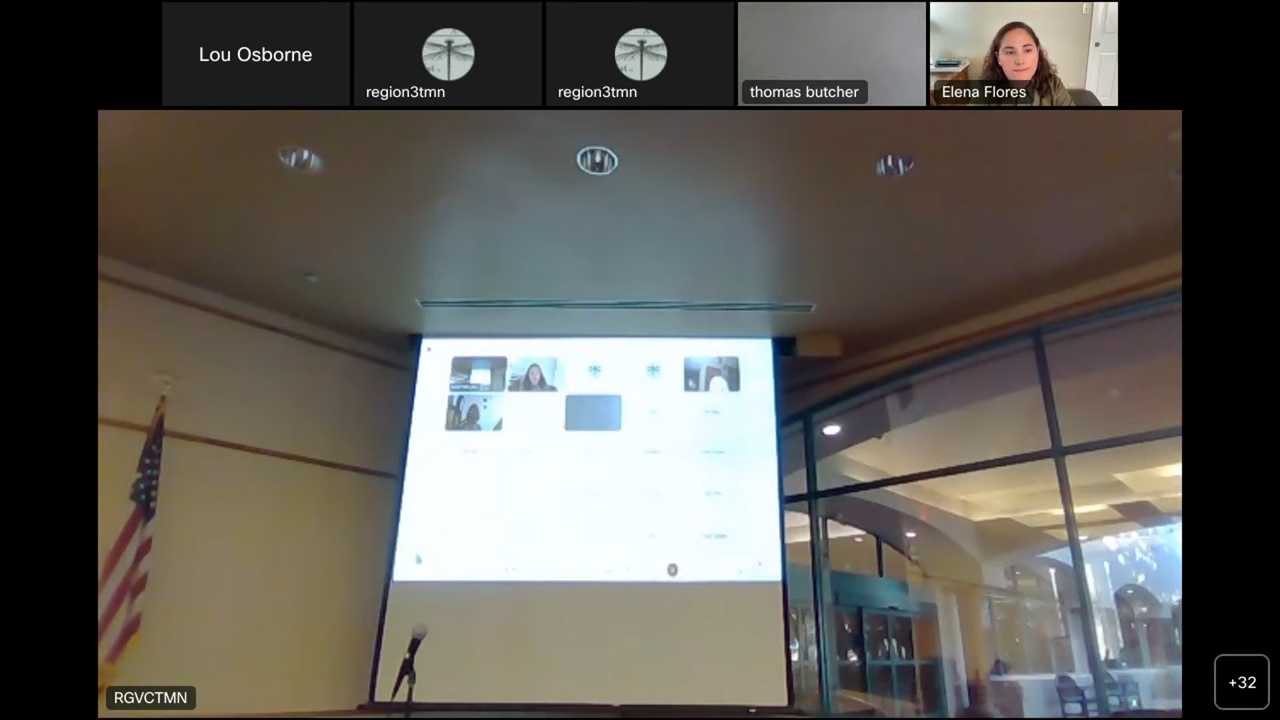 Lou Osborne
region3tmn
region3tmn
thomas butcher
Elena Flores
RGVCTMN
+32